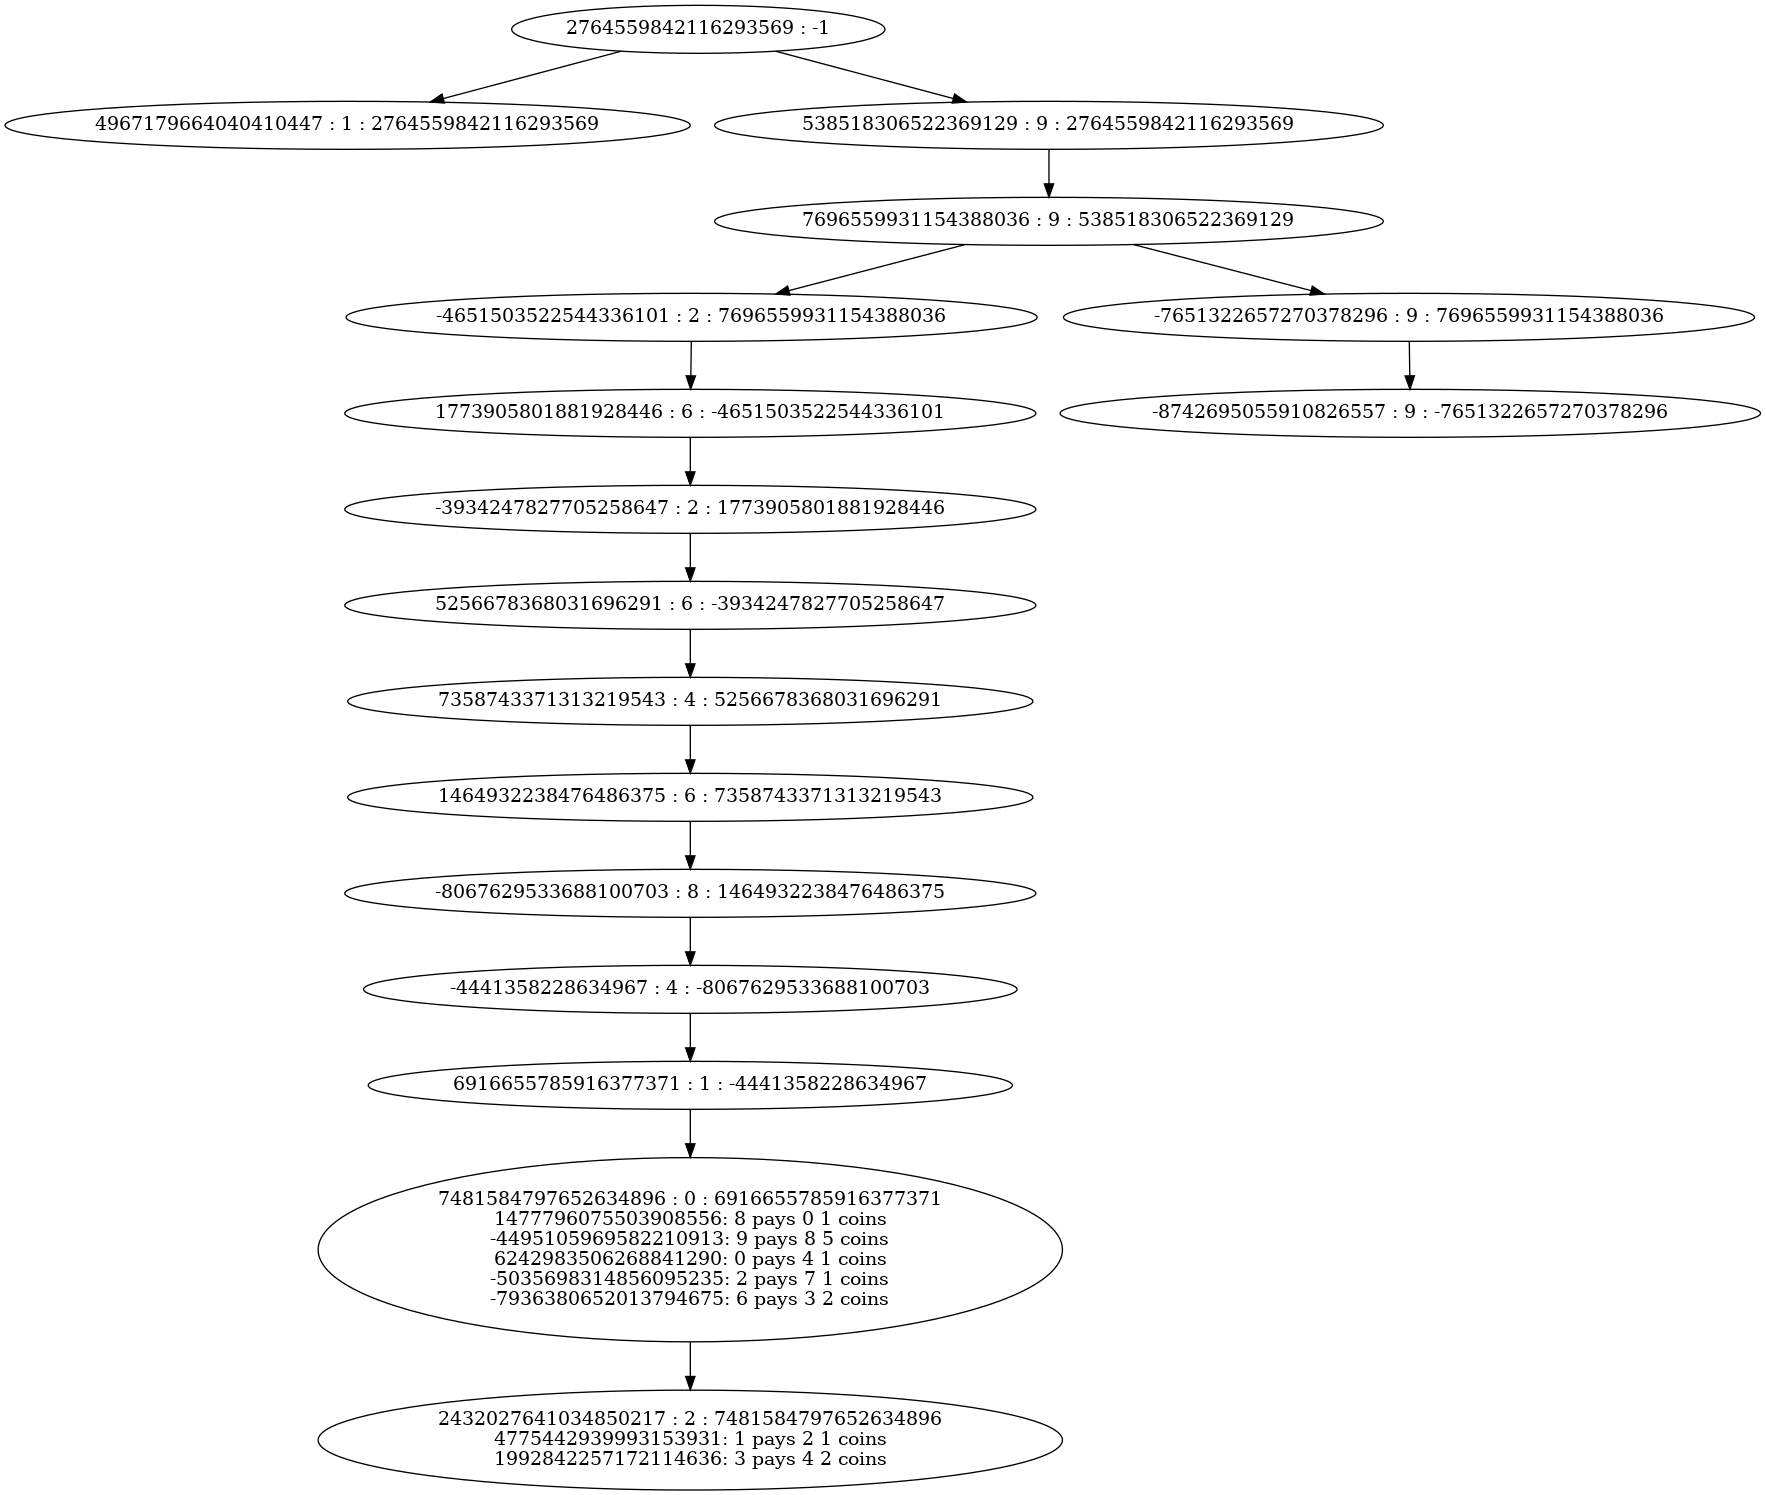 2764559842116293569 : -1
4967179664040410447 : 1 : 2764559842116293569
538518306522369129 : 9 : 2764559842116293569
7696559931154388036 : 9 : 538518306522369129
-4651503522544336101 : 2 : 7696559931154388036
-7651322657270378296 : 9 : 7696559931154388036
1773905801881928446 : 6 : -4651503522544336101
-8742695055910826557 : 9 : -7651322657270378296
-3934247827705258647 : 2 : 1773905801881928446
5256678368031696291 : 6 : -3934247827705258647
7358743371313219543 : 4 : 5256678368031696291
1464932238476486375 : 6 : 7358743371313219543
-8067629533688100703 : 8 : 1464932238476486375
-4441358228634967 : 4 : -8067629533688100703
6916655785916377371 : 1 : -4441358228634967
7481584797652634896 : 0 : 6916655785916377371
1477796075503908556: 8 pays 0 1 coins
-4495105969582210913: 9 pays 8 5 coins
6242983506268841290: 0 pays 4 1 coins
-5035698314856095235: 2 pays 7 1 coins
-7936380652013794675: 6 pays 3 2 coins
2432027641034850217 : 2 : 7481584797652634896
4775442939993153931: 1 pays 2 1 coins
1992842257172114636: 3 pays 4 2 coins